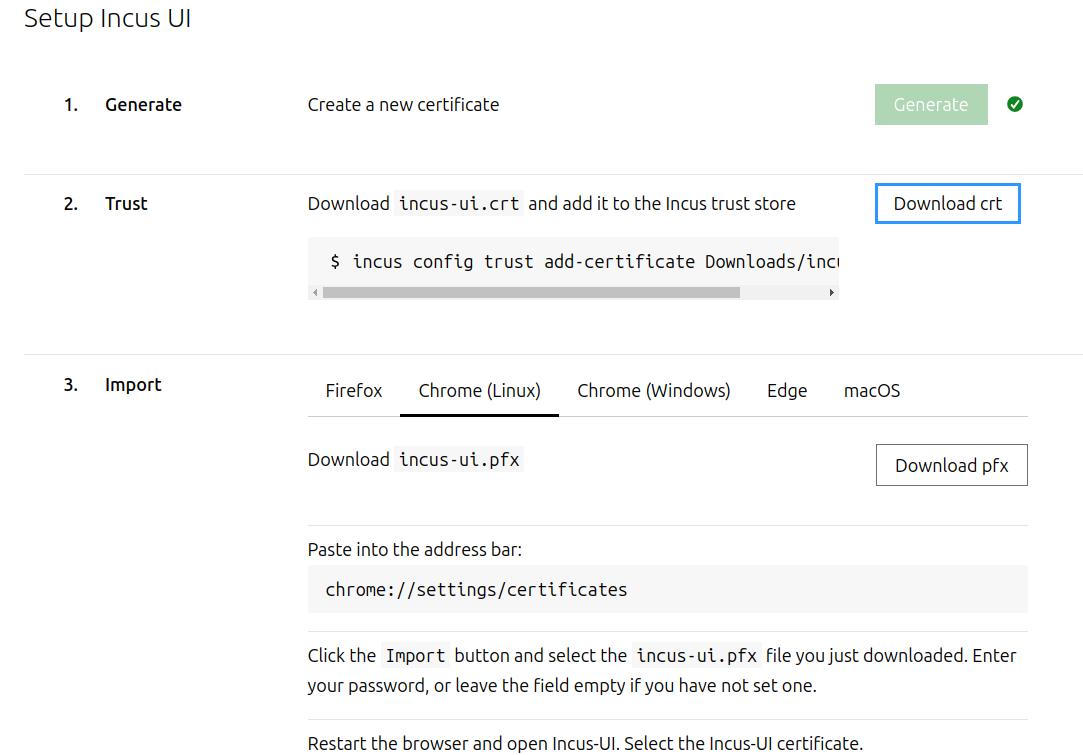 Setup Incus UI
1. Generate Create a new certificate Generate
2. Trust Download incus-ui.crt and add it to the Incus trust store Download crt
$ incus config trust add-certificate Downloads/incu
3. Import Firefox Chrome (Linux) Chrome (Windows) Edge macOS
Download incus-ui.pfx Download pfx
Paste into the address bar:
chrome://settings/certificates
Click the Import button and select the incus-ui.pfx file you just downloaded. Enter
your password, or leave the field empty if you have not set one.
Restart the browser and open Incus-UI. Select the Incus-UI certificate.